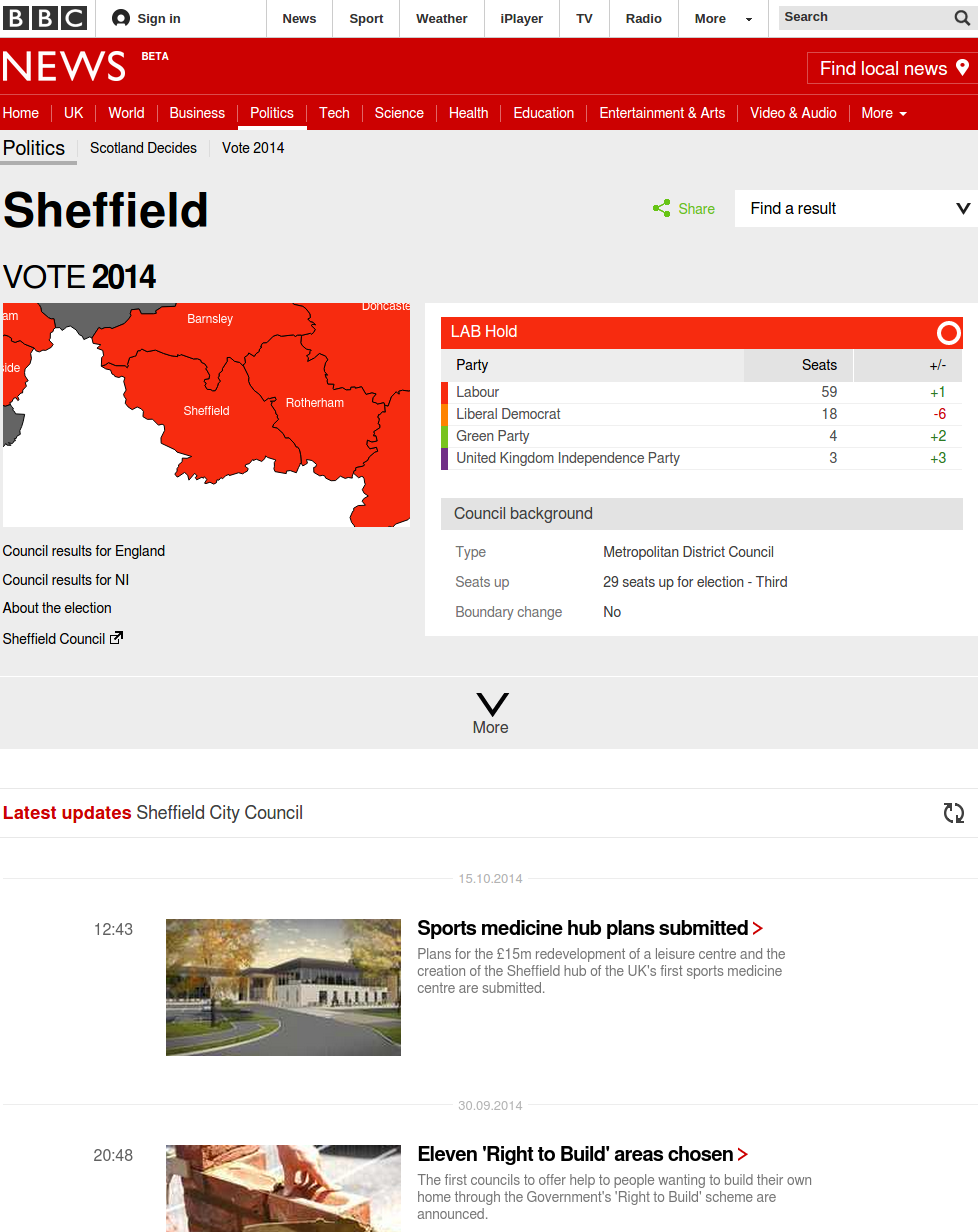 BBC Sign in News Sport Weather iPlayer TV Radio More Search
NEWS BETA
Find local news
Home UK World Business Politics Tech Science Health Education Entertainment & Arts Video & Audio More
Politics Scotland Decides Vote 2014
Sheffield
Share Find a result
VOTE 2014
am
Barnsley
Doncaste
side
Sheffield
Rotherham
Council results for England
Council results for NI
About the election
Sheffield Council
LAB Hold
Party Seats +/-
Labour 59 +1
Liberal Democrat 18 -6
Green Party 4 +2
United Kingdom Independence Party 3 +3
Council background
Type Metropolitan District Council
Seats up 29 seats up for election - Third
Boundary change No
More
Latest updates Sheffield City Council
15.10.2014
12:43
Sports medicine hub plans submitted
Plans for the £15m redevelopment of a leisure centre and the
creation of the Sheffield hub of the UK's first sports medicine
centre are submitted.
30.09.2014
20:48
Eleven 'Right to Build' areas chosen
The first councils to offer help to people wanting to build their own
home through the Government's 'Right to Build' scheme are
announced.